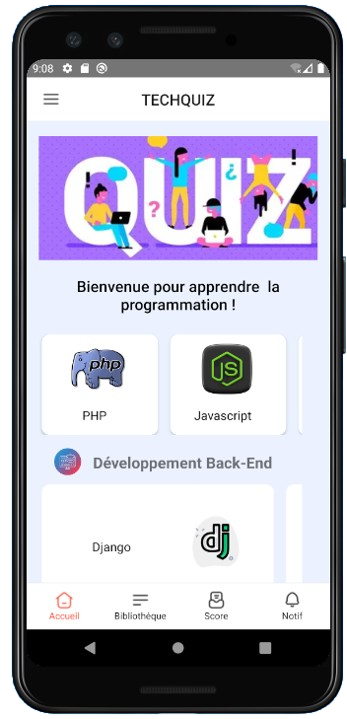 9:08
TECHQUIZ
QUIZ
! ? ¿ !
Bienvenue pour apprendre la
programmation !
php
JS
PHP
Javascript
Développement Back-End
Django
dj
Accueil
Bibliothéque
Score
Notif